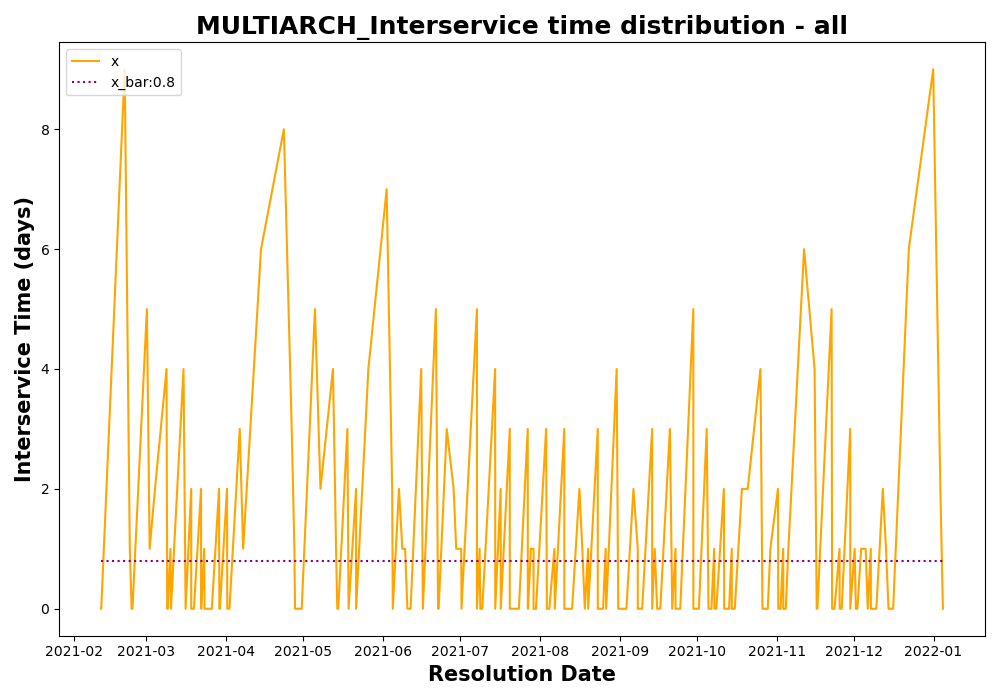 MULTIARCH_Interservice time distribution - all
x
x_bar:0.8
Interservice Time (days)
8
6
4
2
0
2021-02 2021-03 2021-04 2021-05 2021-06 2021-07 2021-08 2021-09 2021-10 2021-11 2021-12 2022-01
Resolution Date